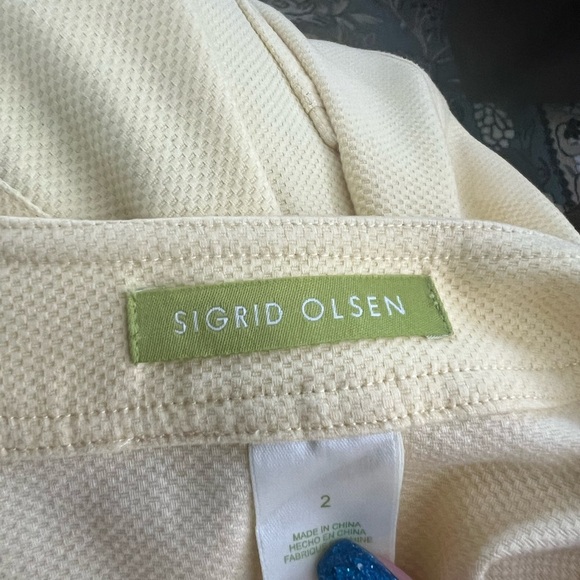 SIGRID OLSEN
2
MADE IN CHINA
HECHO EN CHINA